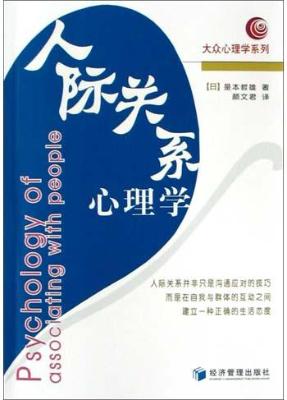 大众心理学系列
[日] 里本哲雄 著
颜文君 译
人际关系
心理学
Psychology of
associating with people
人际关系并非只是沟通应对的技巧
而是在自我与群体的互动之间
建立一种正确的生活态度
经济管理出版社